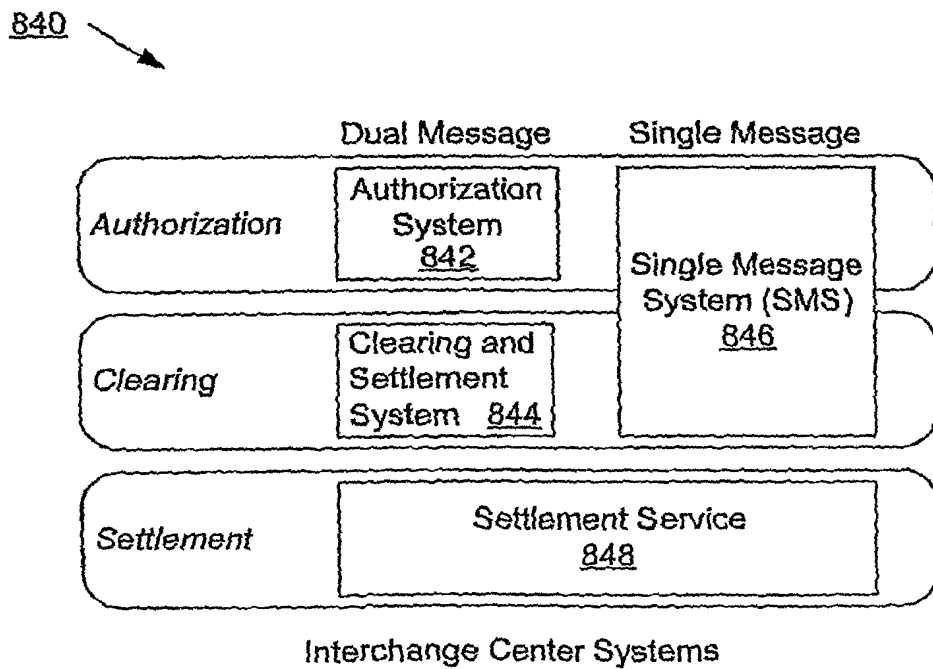 840
Dual Message
Single Message
Authorization
Authorization
System
842
Single Message
System (SMS)
846
Clearing
Clearing and
Settlement
System 844
Settlement
Settlement Service
848
Interchange Center Systems